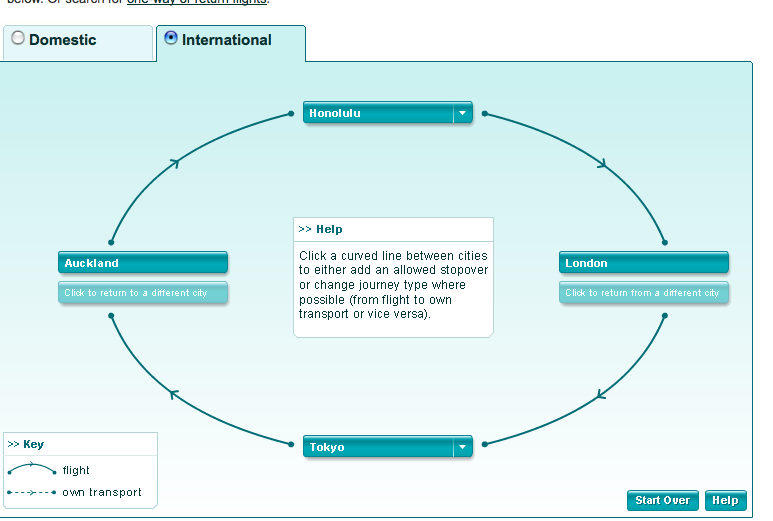 below. Or search for one-way or return flights.
Domestic
International
Honolulu
>> Help
Click a curved line between cities
to either add an allowed stopover
or change journey type where
possible (from flight to own
transport or vice versa).
Auckland
Click to return to a different city
London
Click to return from a different city
Tokyo
>> Key
flight
own transport
Start Over
Help